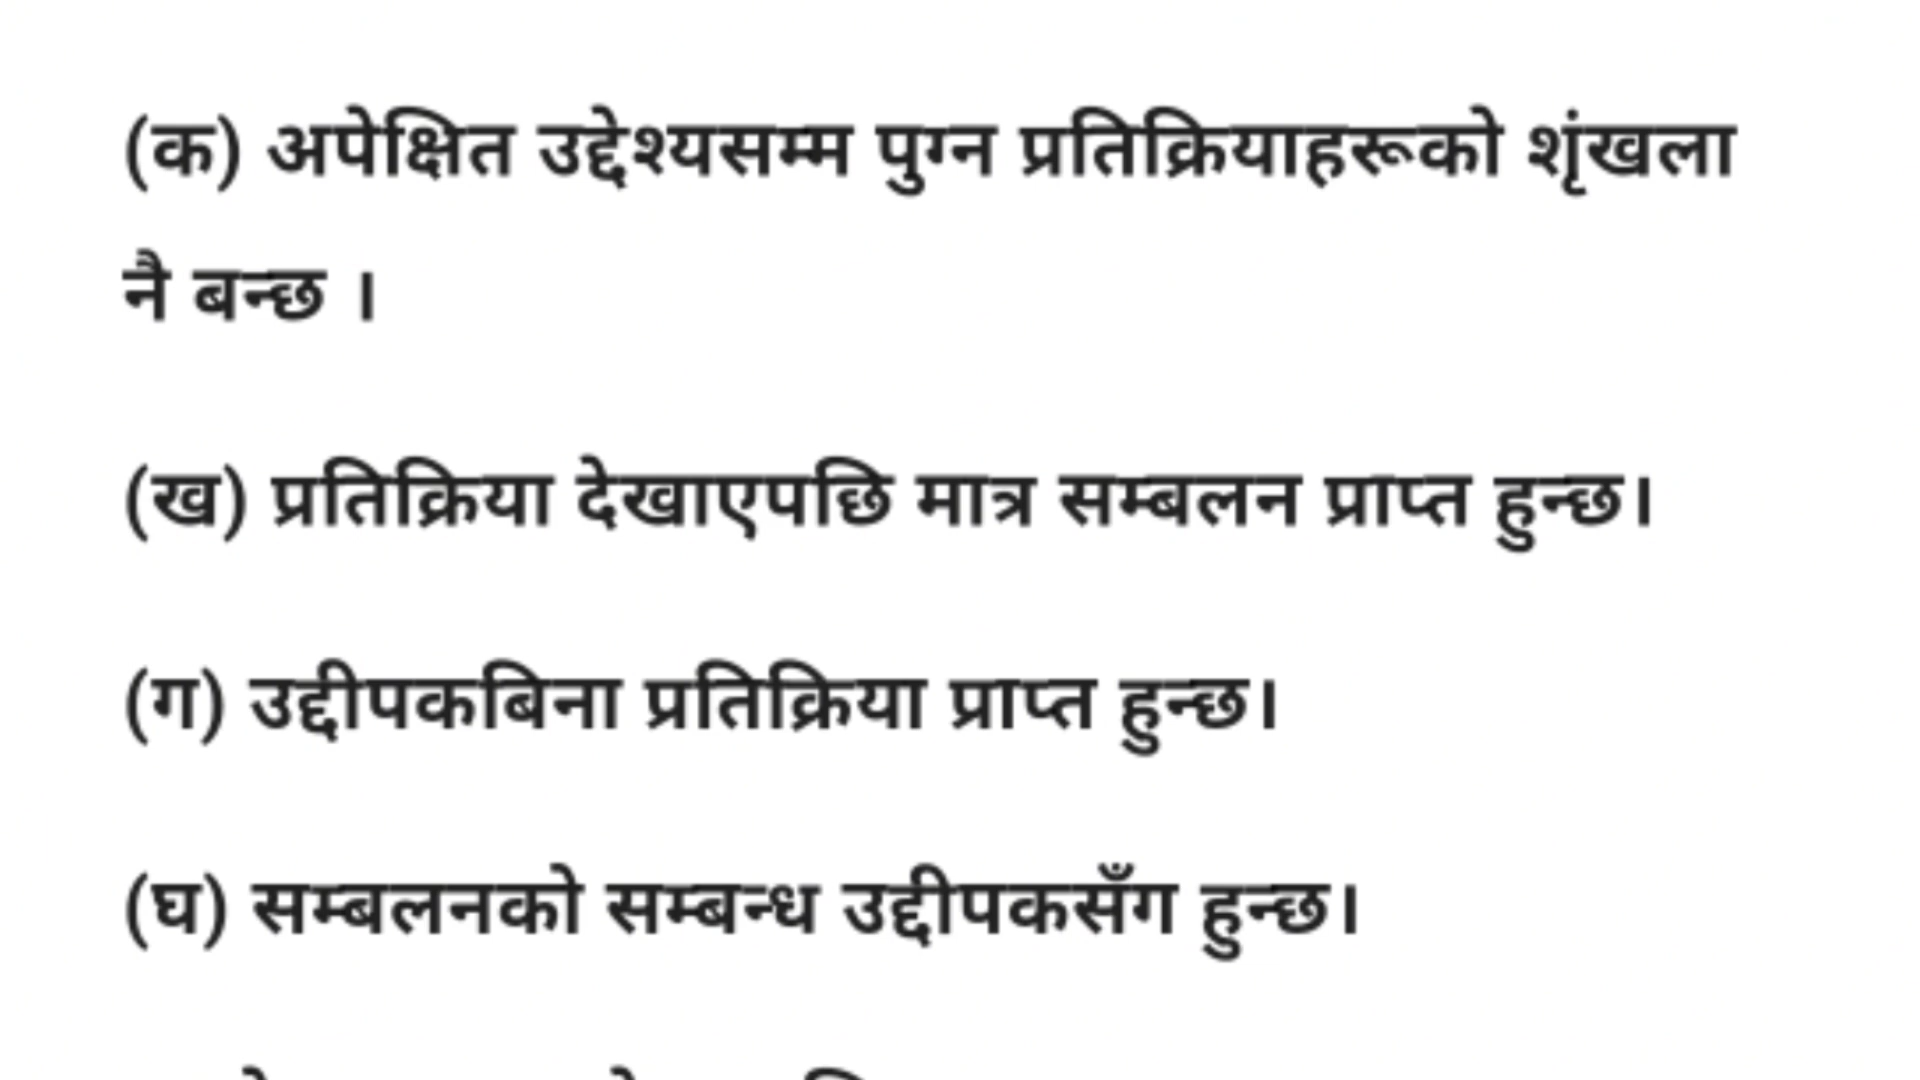 (क) अपेक्षित उद्देश्यसम्म पुग्न प्रतिक्रियाहरूको शृंखला
नै बन्छ ।
(ख) प्रतिक्रिया देखाएपछि मात्र सम्बलन प्राप्त हुन्छ।
(ग) उद्दीपकबिना प्रतिक्रिया प्राप्त हुन्छ।
(घ) सम्बलनको सम्बन्ध उद्दीपकसँग हुन्छ।